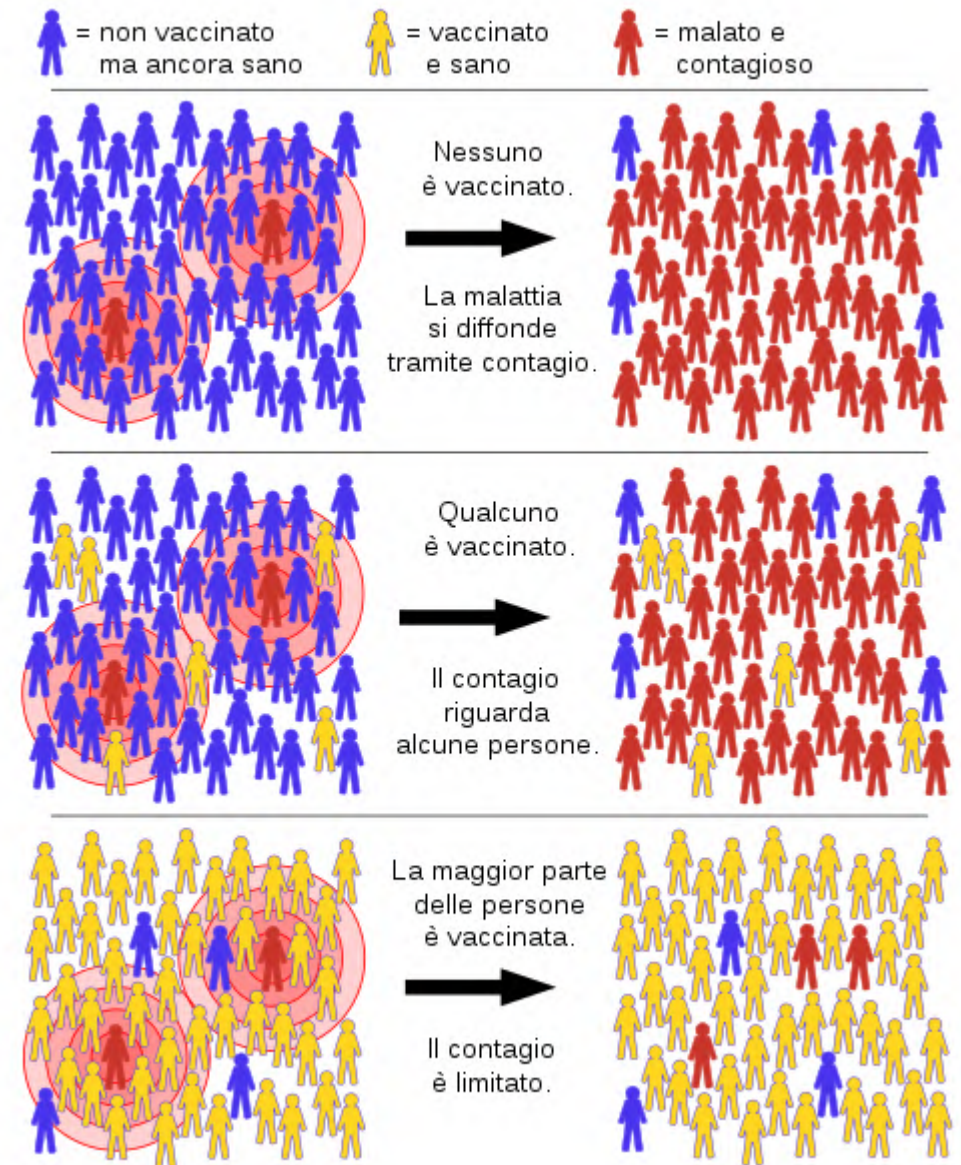 = non vaccinato
ma ancora sano
= vaccinato
e sano
= malato e
contagioso
Nessuno
è vaccinato.
La malattia
si diffonde
tramite contagio.
Qualcuno
è vaccinato.
Il contagio
riguarda
alcune persone.
La maggior parte
delle persone
è vaccinata.
Il contagio
è limitato.